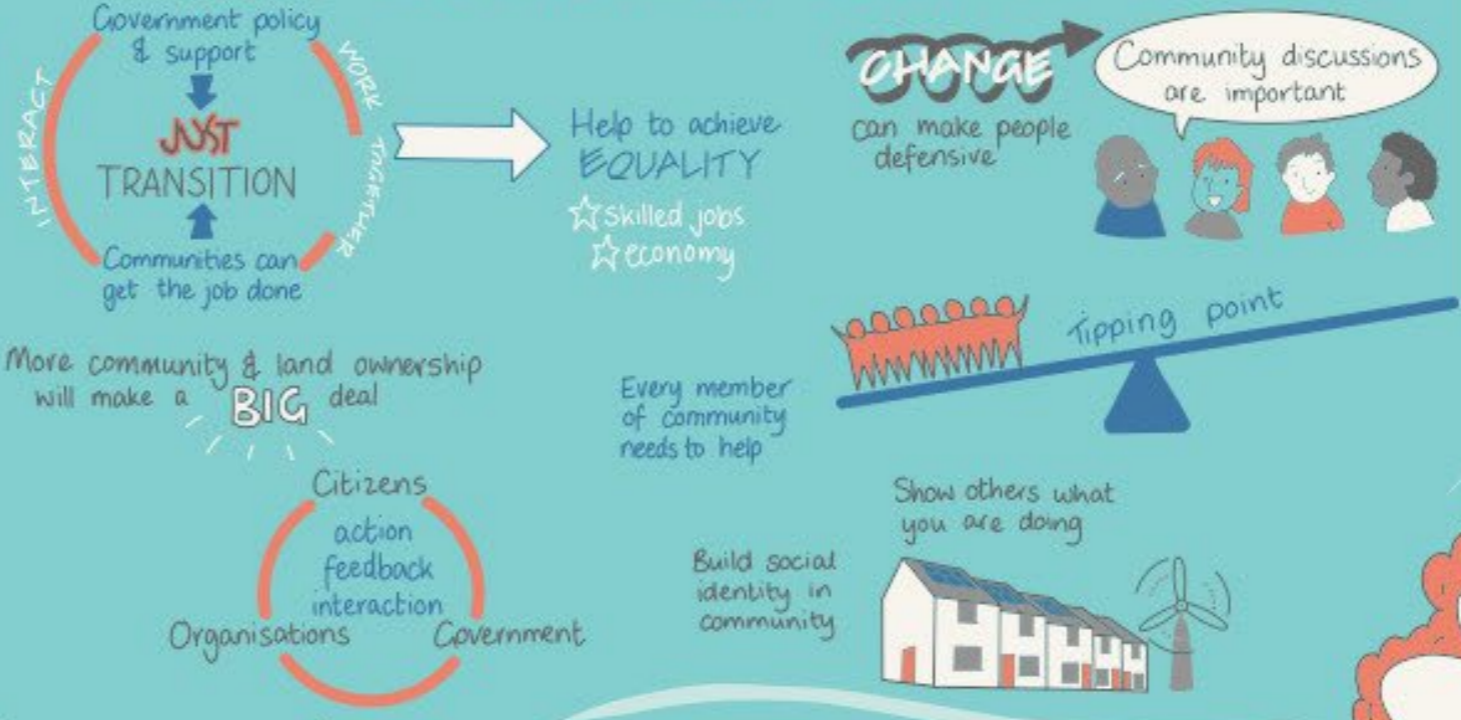 Government policy
& support
INTERACT
WORK TOGETHER
JUST
TRANSITION
Communities can
get the job done
Help to achieve
EQUALITY
Skilled jobs
economy
CHANGE
can make people
defensive
Community discussions
are important
More community & land ownership
will make a BIG deal
Tipping point
Every member
of community
needs to help
Citizens
action
feedback
interaction
Organisations
Government
Show others what
you are doing
Build social
identity in
community